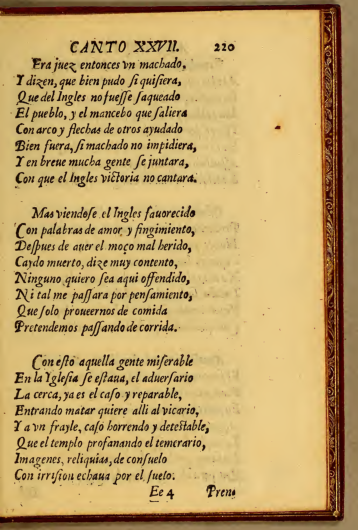 CANTO XXVII. 220
Era juez entonces vn machado,
Y dizen, que bien pudo si quisiera,
Que del Ingles no fuesse saqueado
El pueblo, y el mancebo que saliera
Con arco y flechas de otros ayudado
Bien fuera, si machado no impidiera,
Y en breue mucha gente se juntara,
Con que el Ingles victoria no cantara.
Mas viendose el Ingles fauorecido
Con palabras de amor y fingimiento,
Despues de auer el moço mal herido,
Caydo muerto, dize muy contento,
Ninguno quiero sea aqui offendido,
Ni tal me passara por pensamiento,
Que solo proueernos de comida
Pretendemos passando de corrida.
Con esto aquella gente miserable
En la Iglesia se estaua, el aduersario
La cerca, ya es el caso yreparable,
Entrando matar quiere alli al vicario,
Y a vn frayle, caso horrendo y detestable,
Que el templo profanando el temerario,
Imagenes, reliquias, de consuelo
Con irrision echaua por el suelo.
Ee 4 Pren-